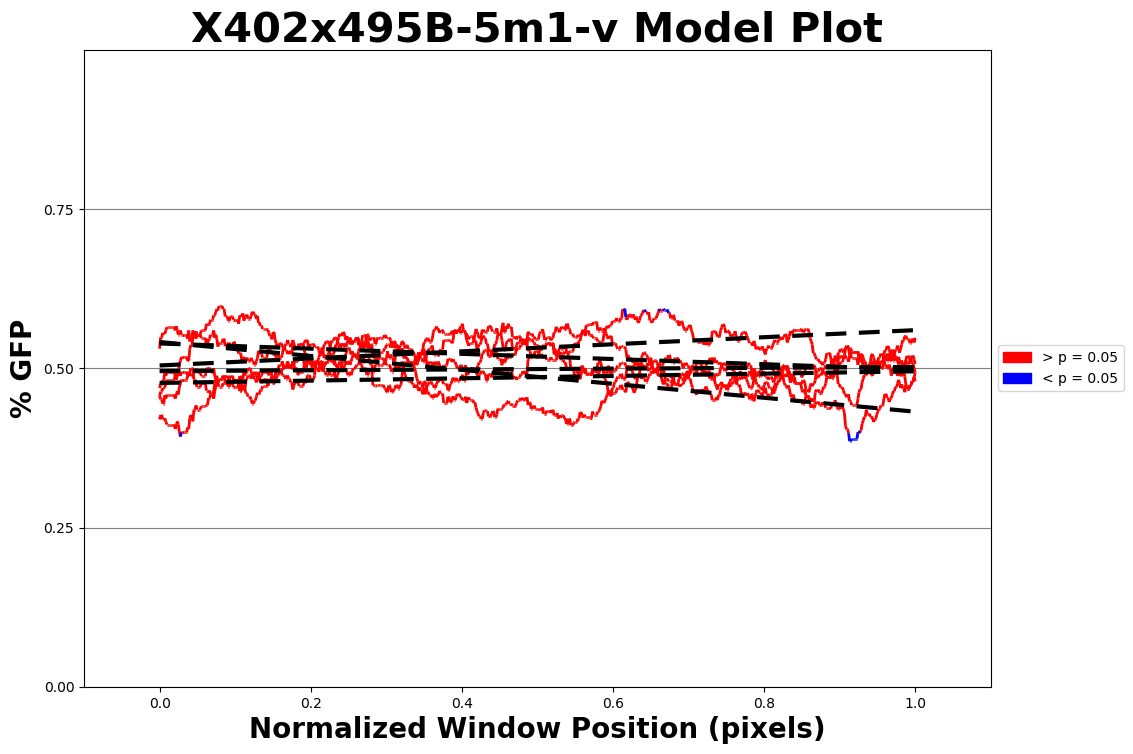 X402x495B-5m1-v Model Plot
% GFP
0.75
0.50
0.25
0.00
0.0 0.2 0.4 0.6 0.8 1.0
Normalized Window Position (pixels)
> p = 0.05
< p = 0.05